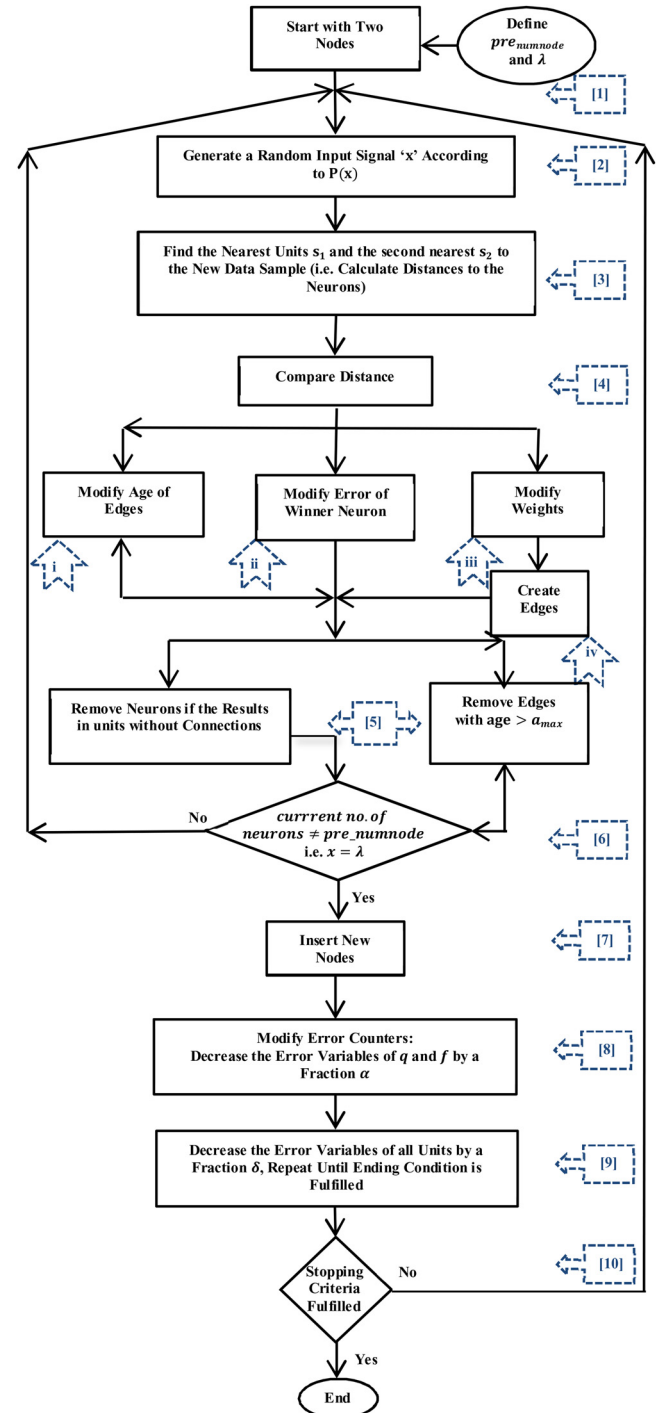 Start with Two
Nodes
Define
pre_numnode
and λ
[1]
Generate a Random Input Signal ‘x’ According
to P(x)
[2]
Find the Nearest Units s₁ and the second nearest s₂ to
the New Data Sample (i.e. Calculate Distances to the
Neurons)
[3]
Compare Distance
[4]
Modify Age of
Edges
Modify Error of
Winner Neuron
Modify
Weights
i
ii
iii
Create
Edges
iv
Remove Neurons if the Results
in units without Connections
[5]
Remove Edges
with age > a_max
No
currrent no. of
neurons ≠ pre_numnode
i.e. x = λ
[6]
Yes
Insert New
Nodes
[7]
Modify Error Counters:
Decrease the Error Variables of q and f by a
Fraction α
[8]
Decrease the Error Variables of all Units by a
Fraction δ, Repeat Until Ending Condition is
Fulfilled
[9]
Stopping
Criteria
Fulfilled
No
[10]
Yes
End